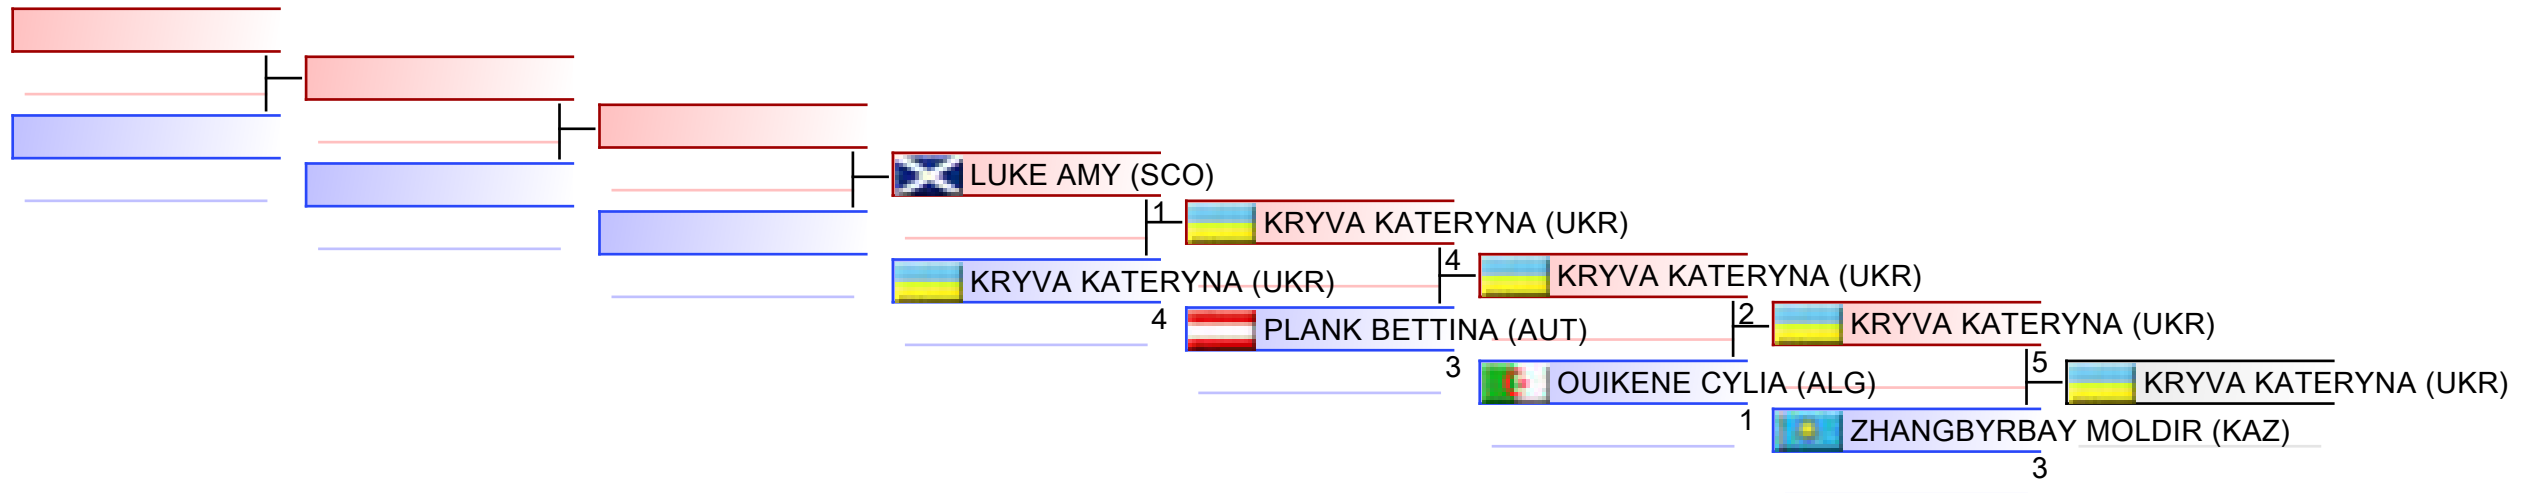 LUKE AMY (SCO)
1
KRYVA KATERYNA (UKR)
4
KRYVA KATERYNA (UKR)
4
PLANK BETTINA (AUT)
3
KRYVA KATERYNA (UKR)
2
OUIKENE CYLIA (ALG)
1
KRYVA KATERYNA (UKR)
5
ZHANGBYRBAY MOLDIR (KAZ)
3
KRYVA KATERYNA (UKR)